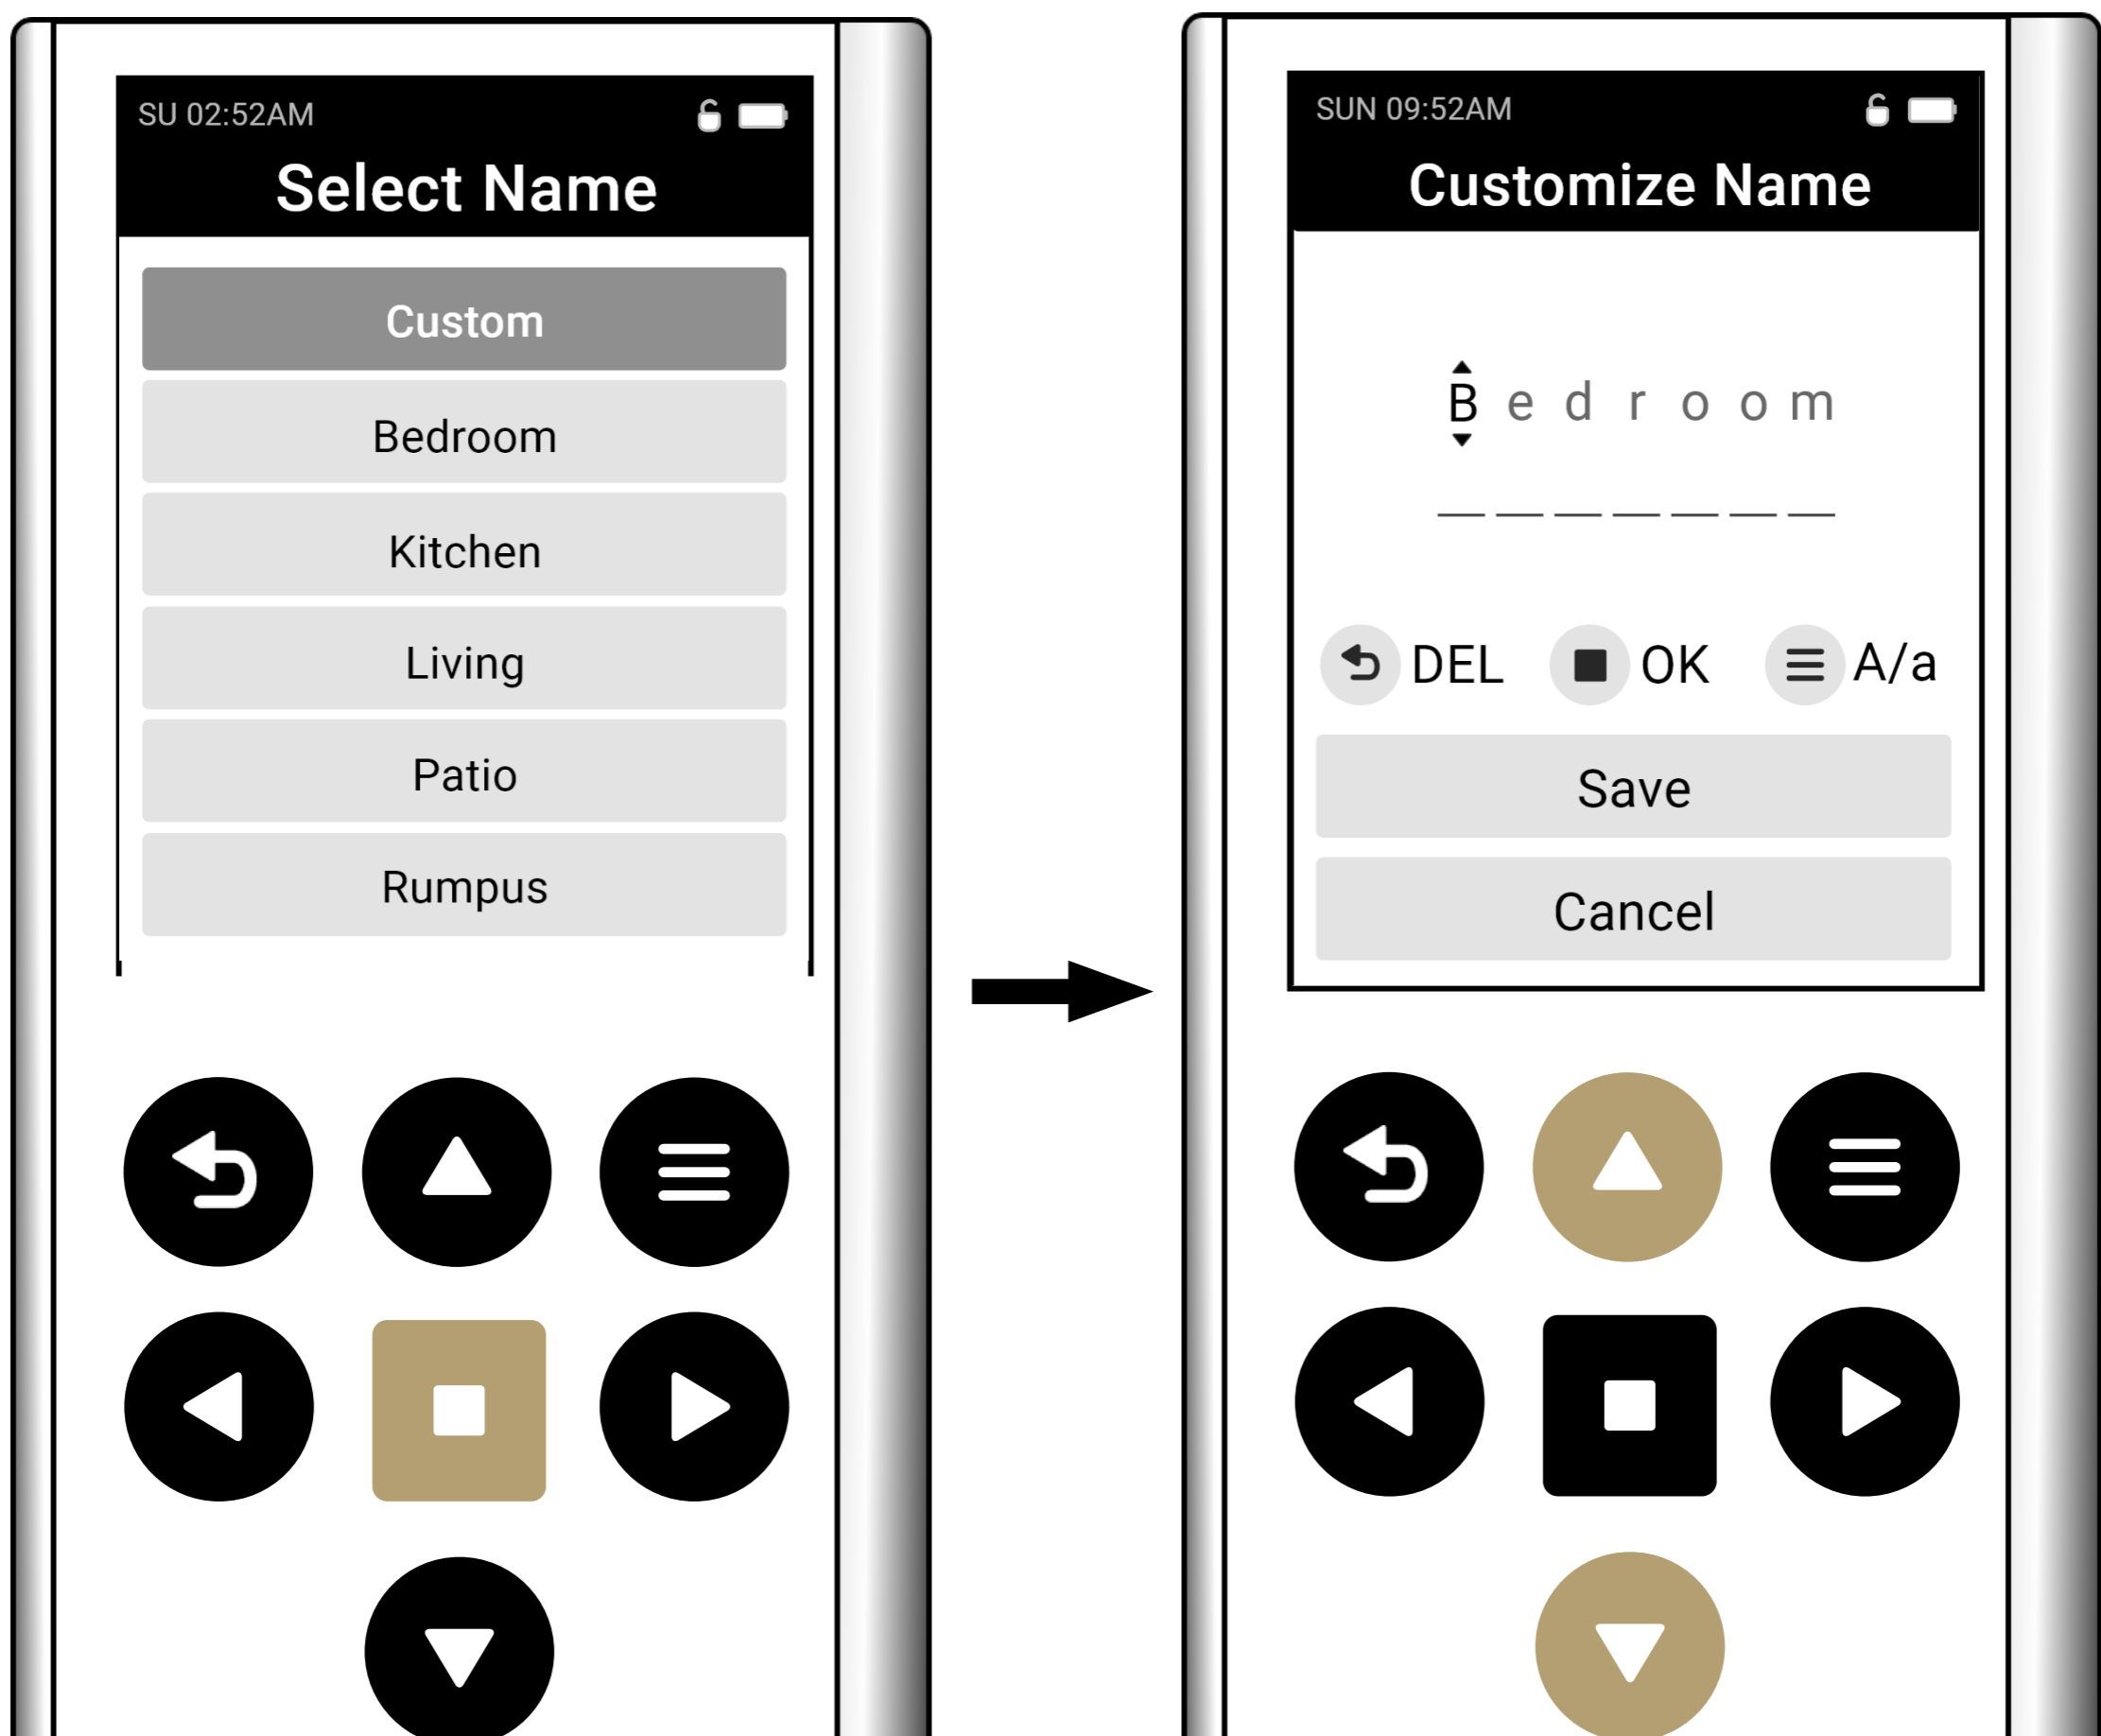 SU 02:52AM
Select Name
Custom
Bedroom
Kitchen
Living
Patio
Rumpus
SUN 09:52AM
Customize Name
B e d r o o m
DEL OK A/a
Save
Cancel